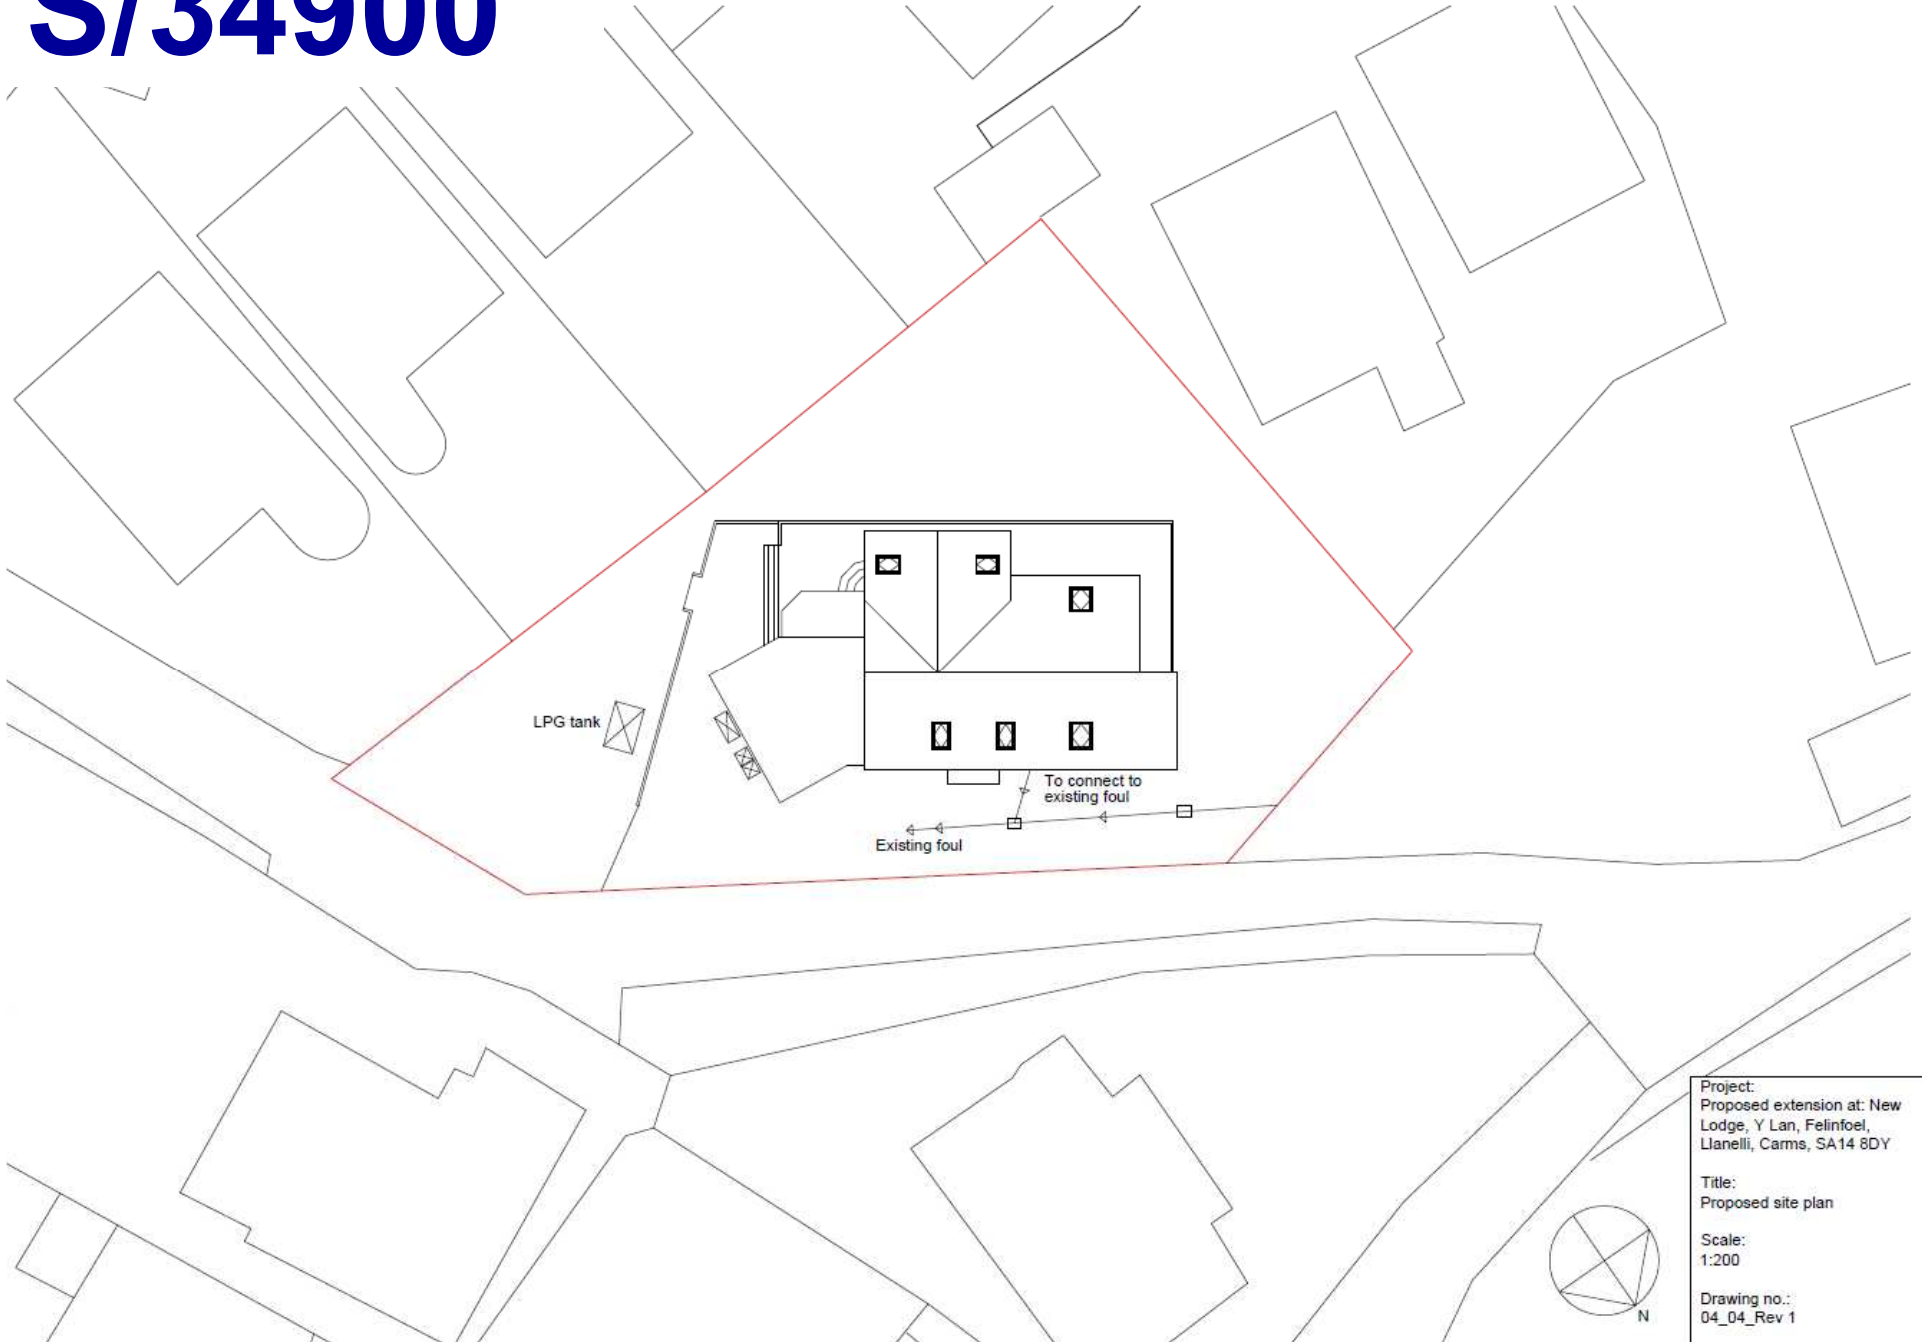 S/34900
LPG tank
To connect to
existing foul
Existing foul
Project:
Proposed extension at: New
Lodge, Y Lan, Felinfoel,
Llanelli, Carms, SA14 8DY
Title:
Proposed site plan
Scale:
1:200
Drawing no.:
04_04_Rev 1
N